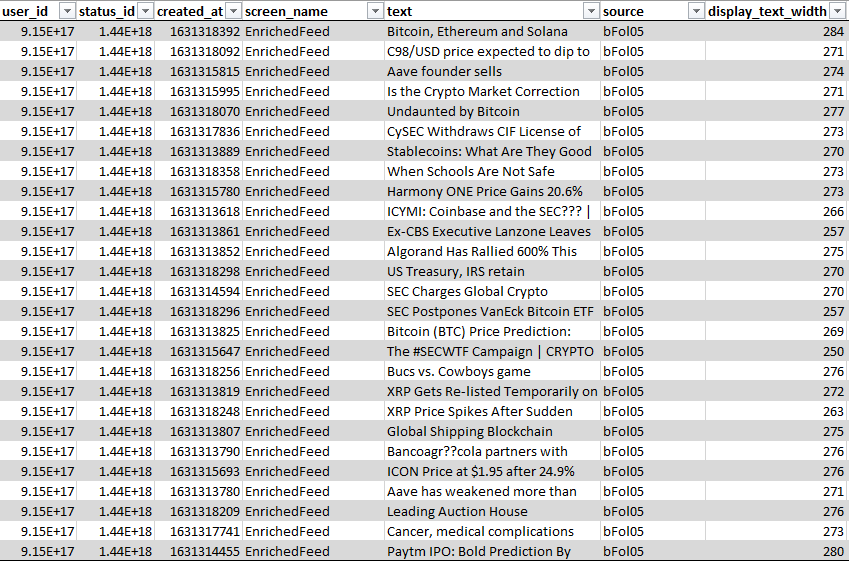 user_id status_id created_at screen_name text source display_text_width
9.15E+17 1.44E+18 1631318392 EnrichedFeed Bitcoin, Ethereum and Solana bFol05 284
9.15E+17 1.44E+18 1631318092 EnrichedFeed C98/USD price expected to dip to bFol05 271
9.15E+17 1.44E+18 1631315815 EnrichedFeed Aave founder sells bFol05 274
9.15E+17 1.44E+18 1631315995 EnrichedFeed Is the Crypto Market Correction bFol05 271
9.15E+17 1.44E+18 1631318070 EnrichedFeed Undaunted by Bitcoin bFol05 277
9.15E+17 1.44E+18 1631317836 EnrichedFeed CySEC Withdraws CIF License of bFol05 273
9.15E+17 1.44E+18 1631313889 EnrichedFeed Stablecoins: What Are They Good bFol05 270
9.15E+17 1.44E+18 1631318358 EnrichedFeed When Schools Are Not Safe bFol05 273
9.15E+17 1.44E+18 1631315780 EnrichedFeed Harmony ONE Price Gains 20.6% bFol05 273
9.15E+17 1.44E+18 1631313618 EnrichedFeed ICYMI: Coinbase and the SEC??? | bFol05 266
9.15E+17 1.44E+18 1631313861 EnrichedFeed Ex-CBS Executive Lanzone Leaves bFol05 257
9.15E+17 1.44E+18 1631313852 EnrichedFeed Algorand Has Rallied 600% This bFol05 275
9.15E+17 1.44E+18 1631318298 EnrichedFeed US Treasury, IRS retain bFol05 270
9.15E+17 1.44E+18 1631314594 EnrichedFeed SEC Charges Global Crypto bFol05 270
9.15E+17 1.44E+18 1631318296 EnrichedFeed SEC Postpones VanEck Bitcoin ETF bFol05 257
9.15E+17 1.44E+18 1631313825 EnrichedFeed Bitcoin (BTC) Price Prediction: bFol05 269
9.15E+17 1.44E+18 1631315647 EnrichedFeed The #SECWTF Campaign | CRYPTO bFol05 250
9.15E+17 1.44E+18 1631318256 EnrichedFeed Bucs vs. Cowboys game bFol05 276
9.15E+17 1.44E+18 1631313819 EnrichedFeed XRP Gets Re-listed Temporarily on bFol05 272
9.15E+17 1.44E+18 1631318248 EnrichedFeed XRP Price Spikes After Sudden bFol05 263
9.15E+17 1.44E+18 1631313807 EnrichedFeed Global Shipping Blockchain bFol05 275
9.15E+17 1.44E+18 1631313790 EnrichedFeed Bancoagr??cola partners with bFol05 276
9.15E+17 1.44E+18 1631315693 EnrichedFeed ICON Price at $1.95 after 24.9% bFol05 276
9.15E+17 1.44E+18 1631313780 EnrichedFeed Aave has weakened more than bFol05 271
9.15E+17 1.44E+18 1631318209 EnrichedFeed Leading Auction House bFol05 276
9.15E+17 1.44E+18 1631317741 EnrichedFeed Cancer, medical complications bFol05 273
9.15E+17 1.44E+18 1631314455 EnrichedFeed Paytm IPO: Bold Prediction By bFol05 280